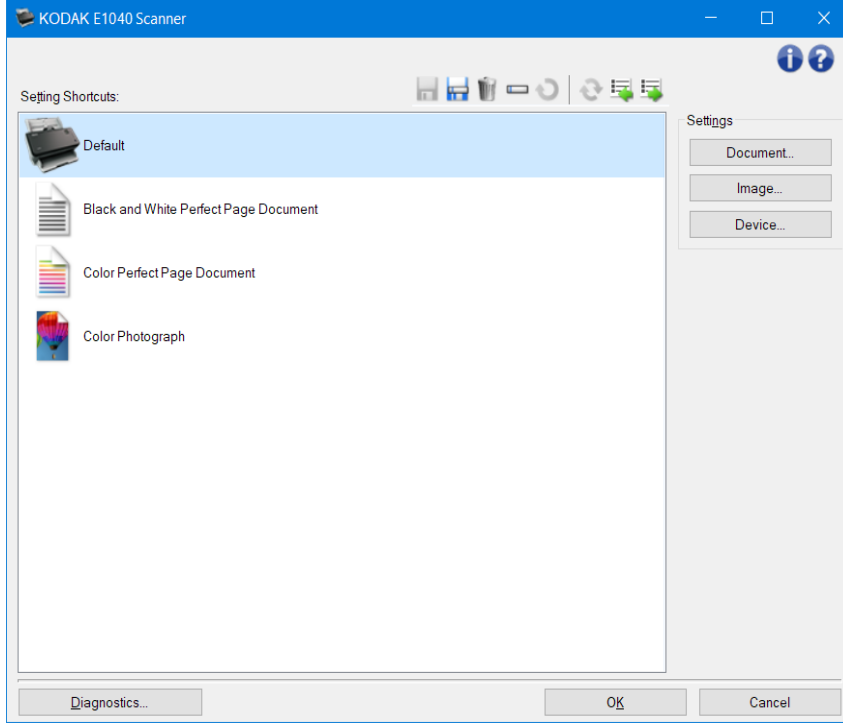 KODAK E1040 Scanner
Setting Shortcuts:
Default
Black and White Perfect Page Document
Color Perfect Page Document
Color Photograph
Settings
Document...
Image...
Device...
Diagnostics...
OK
Cancel